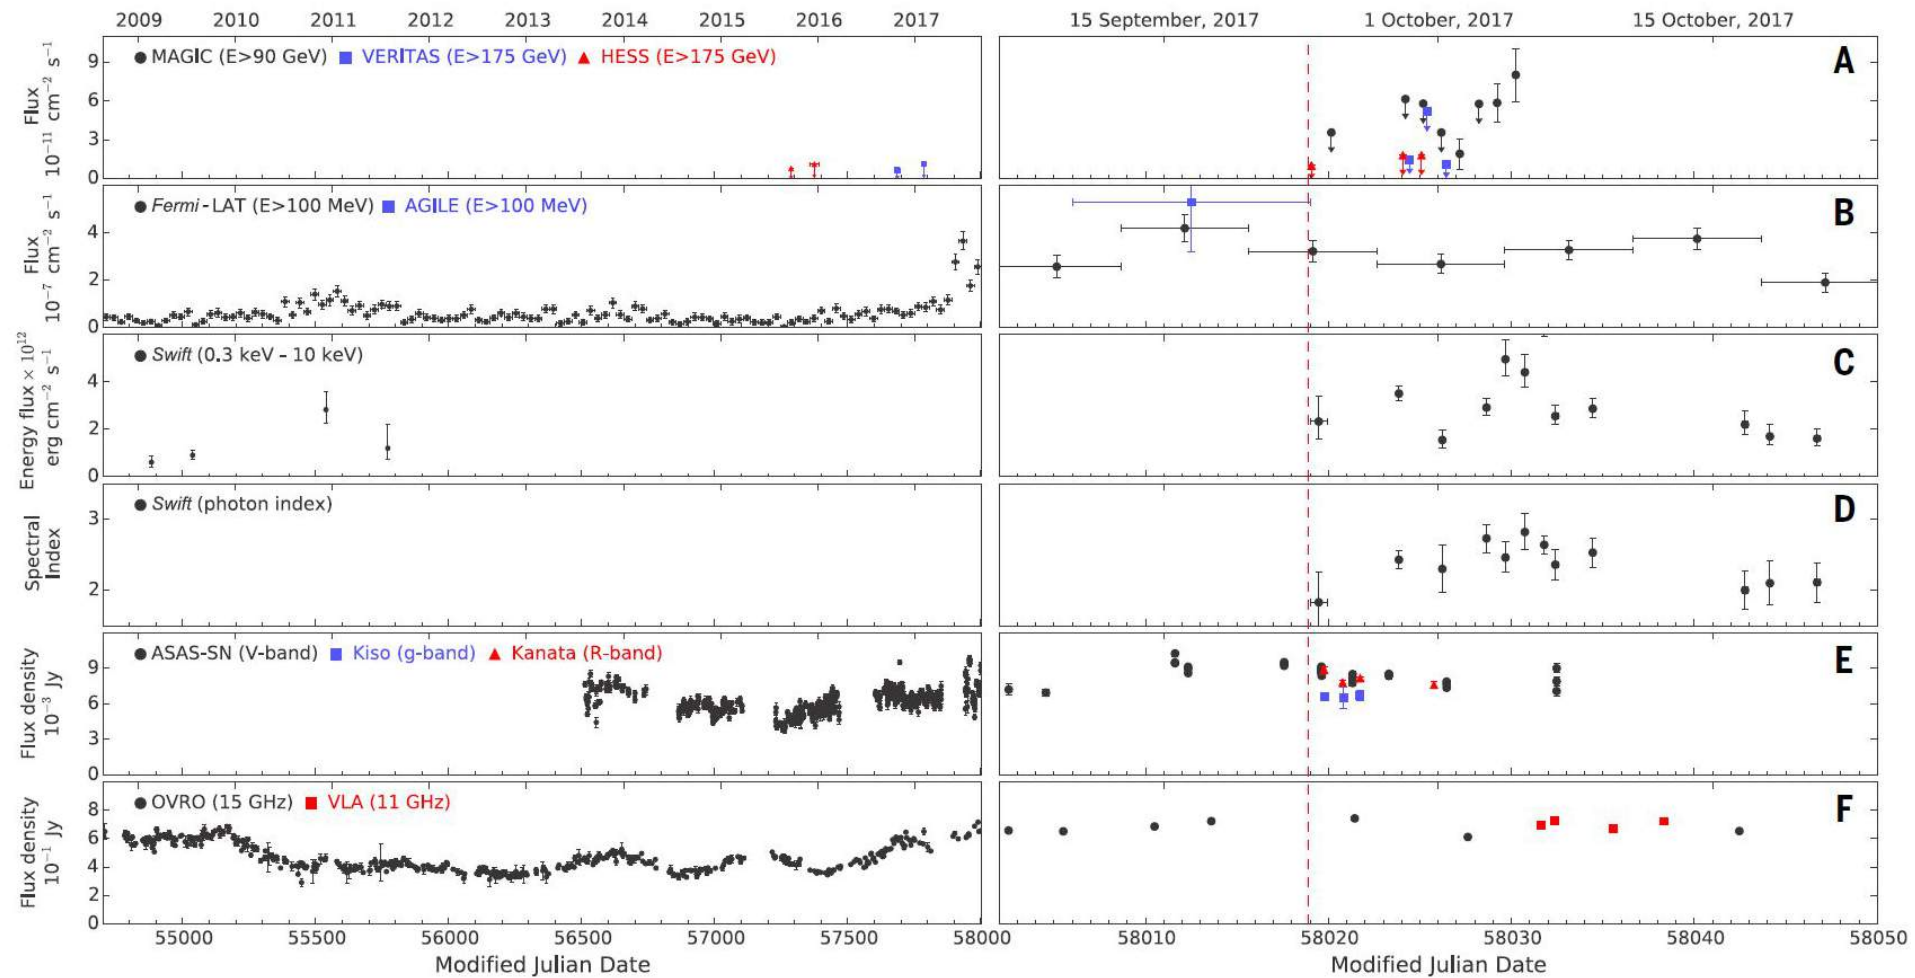 2009 2010 2011 2012 2013 2014 2015 2016 2017 15 September, 2017 1 October, 2017 15 October, 2017
MAGIC (E>90 GeV) VERITAS (E>175 GeV) HESS (E>175 GeV) A
Flux
10⁻¹¹ cm⁻² s⁻¹
9
6
3
0
Fermi-LAT (E>100 MeV) AGILE (E>100 MeV) B
Flux
10⁻⁷ cm⁻² s⁻¹
4
2
0
Swift (0.3 keV - 10 keV) C
Energy flux × 10¹²
erg cm⁻² s⁻¹
4
2
0
Swift (photon index) D
Spectral
Index
3
2
ASAS-SN (V-band) Kiso (g-band) Kanata (R-band) E
Flux density
10⁻³ Jy
9
6
3
0
OVRO (15 GHz) VLA (11 GHz) F
Flux density
10⁻¹ Jy
8
6
4
2
0
55000 55500 56000 56500 57000 57500 58000 58010 58020 58030 58040 58050
Modified Julian Date Modified Julian Date